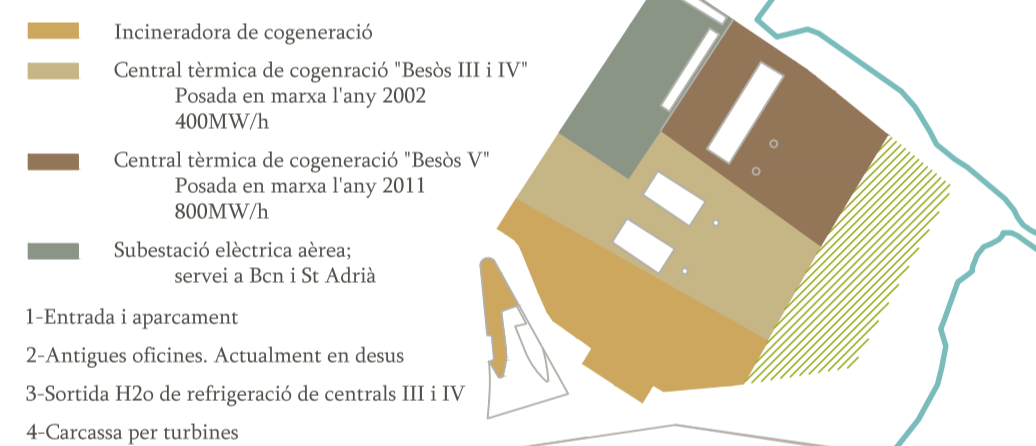 Incineradora de cogeneració
Central tèrmica de cogenració "Besòs III i IV"
Posada en marxa l'any 2002
400MW/h
Central tèrmica de cogeneració "Besòs V"
Posada en marxa l'any 2011
800MW/h
Subestació elèctrica aèrea;
servei a Bcn i St Adrià
1-Entrada i aparcament
2-Antigues oficines. Actualment en desus
3-Sortida H2o de refrigeració de centrals III i IV
4-Carcassa per turbines